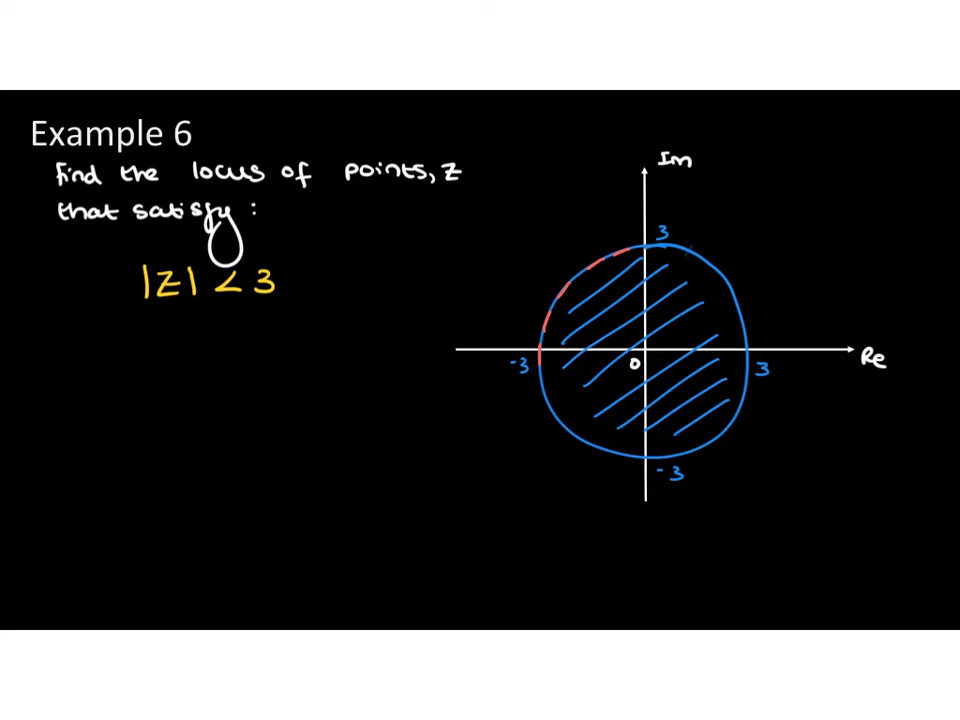 Example 6
Find the locus of points, z
that satisfy :
|z| < 3
Im
3
-3
0
3
Re
-3